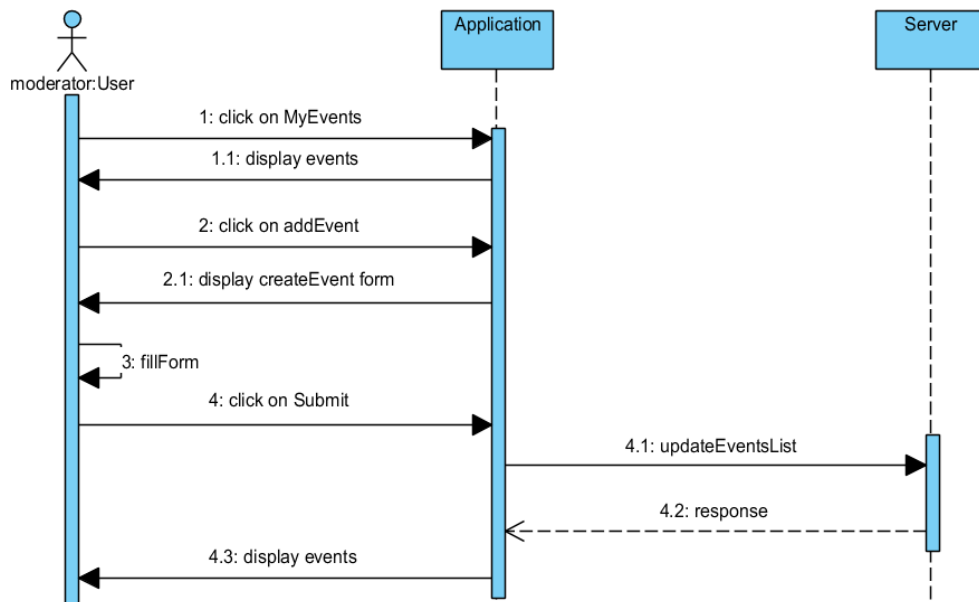 Application
Server
moderator:User
1: click on MyEvents
1.1: display events
2: click on addEvent
2.1: display createEvent form
3: fillForm
4: click on Submit
4.1: updateEventsList
4.2: response
4.3: display events